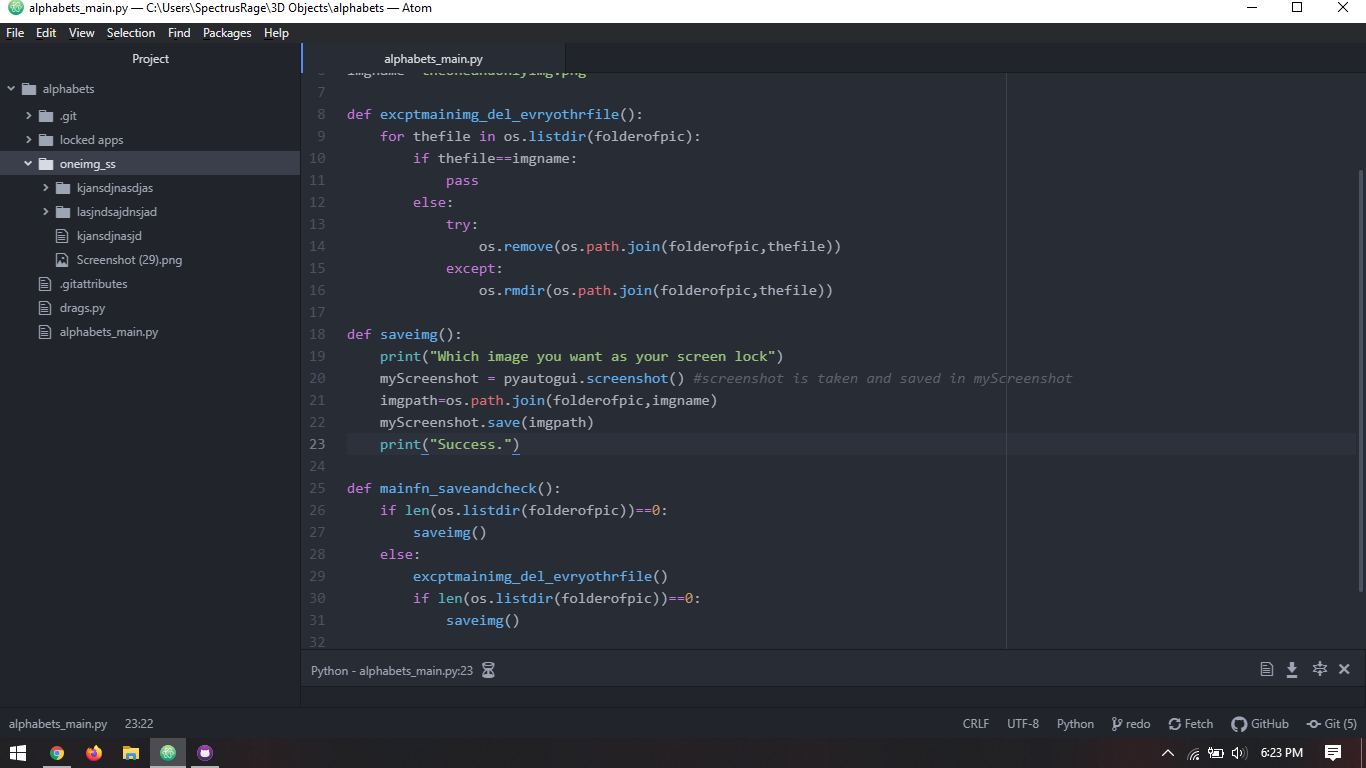 alphabets_main.py — C:\Users\SpectrusRage\3D Objects\alphabets — Atom
File Edit View Selection Find Packages Help
Project
alphabets
.git
locked apps
oneimg_ss
kjansdjnasdjas
lasjndsajdnsjad
kjansdjnasjd
Screenshot (29).png
.gitattributes
drags.py
alphabets_main.py
alphabets_main.py
7
8 def excptmainimg_del_evryothrfile():
9 for thefile in os.listdir(folderofpic):
10 if thefile==imgname:
11 pass
12 else:
13 try:
14 os.remove(os.path.join(folderofpic,thefile))
15 except:
16 os.rmdir(os.path.join(folderofpic,thefile))
17
18 def saveimg():
19 print("Which image you want as your screen lock")
20 myScreenshot = pyautogui.screenshot() #screenshot is taken and saved in myScreenshot
21 imgpath=os.path.join(folderofpic,imgname)
22 myScreenshot.save(imgpath)
23 print("Success.")
24
25 def mainfn_saveandcheck():
26 if len(os.listdir(folderofpic))==0:
27 saveimg()
28 else:
29 excptmainimg_del_evryothrfile()
30 if len(os.listdir(folderofpic))==0:
31 saveimg()
32
Python - alphabets_main.py:23
alphabets_main.py 23:22 CRLF UTF-8 Python redo Fetch GitHub Git (5)
6:23 PM